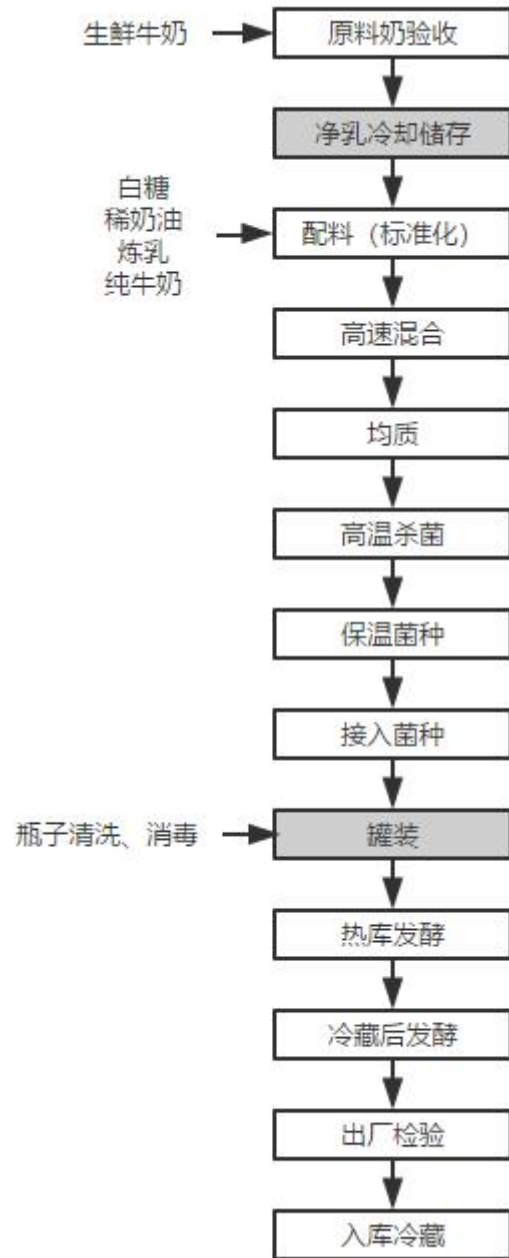 生鲜牛奶
原料奶验收
净乳冷却储存
白糖
稀奶油
炼乳
纯牛奶
配料（标准化）
高速混合
均质
高温杀菌
保温菌种
接入菌种
瓶子清洗、消毒
罐装
热库发酵
冷藏后发酵
出厂检验
入库冷藏